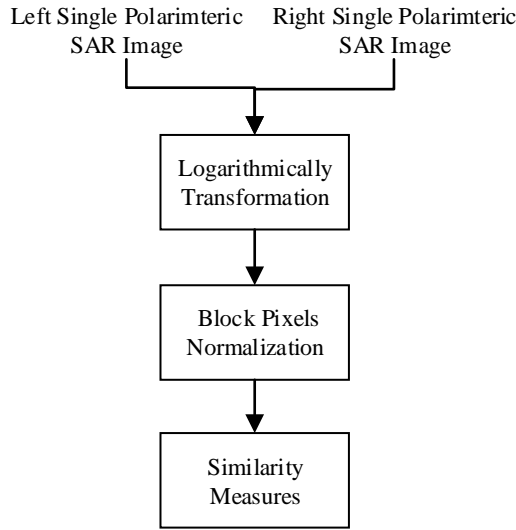 Left Single Polarimteric
SAR Image
Right Single Polarimteric
SAR Image
Logarithmically
Transformation
Block Pixels
Normalization
Similarity
Measures